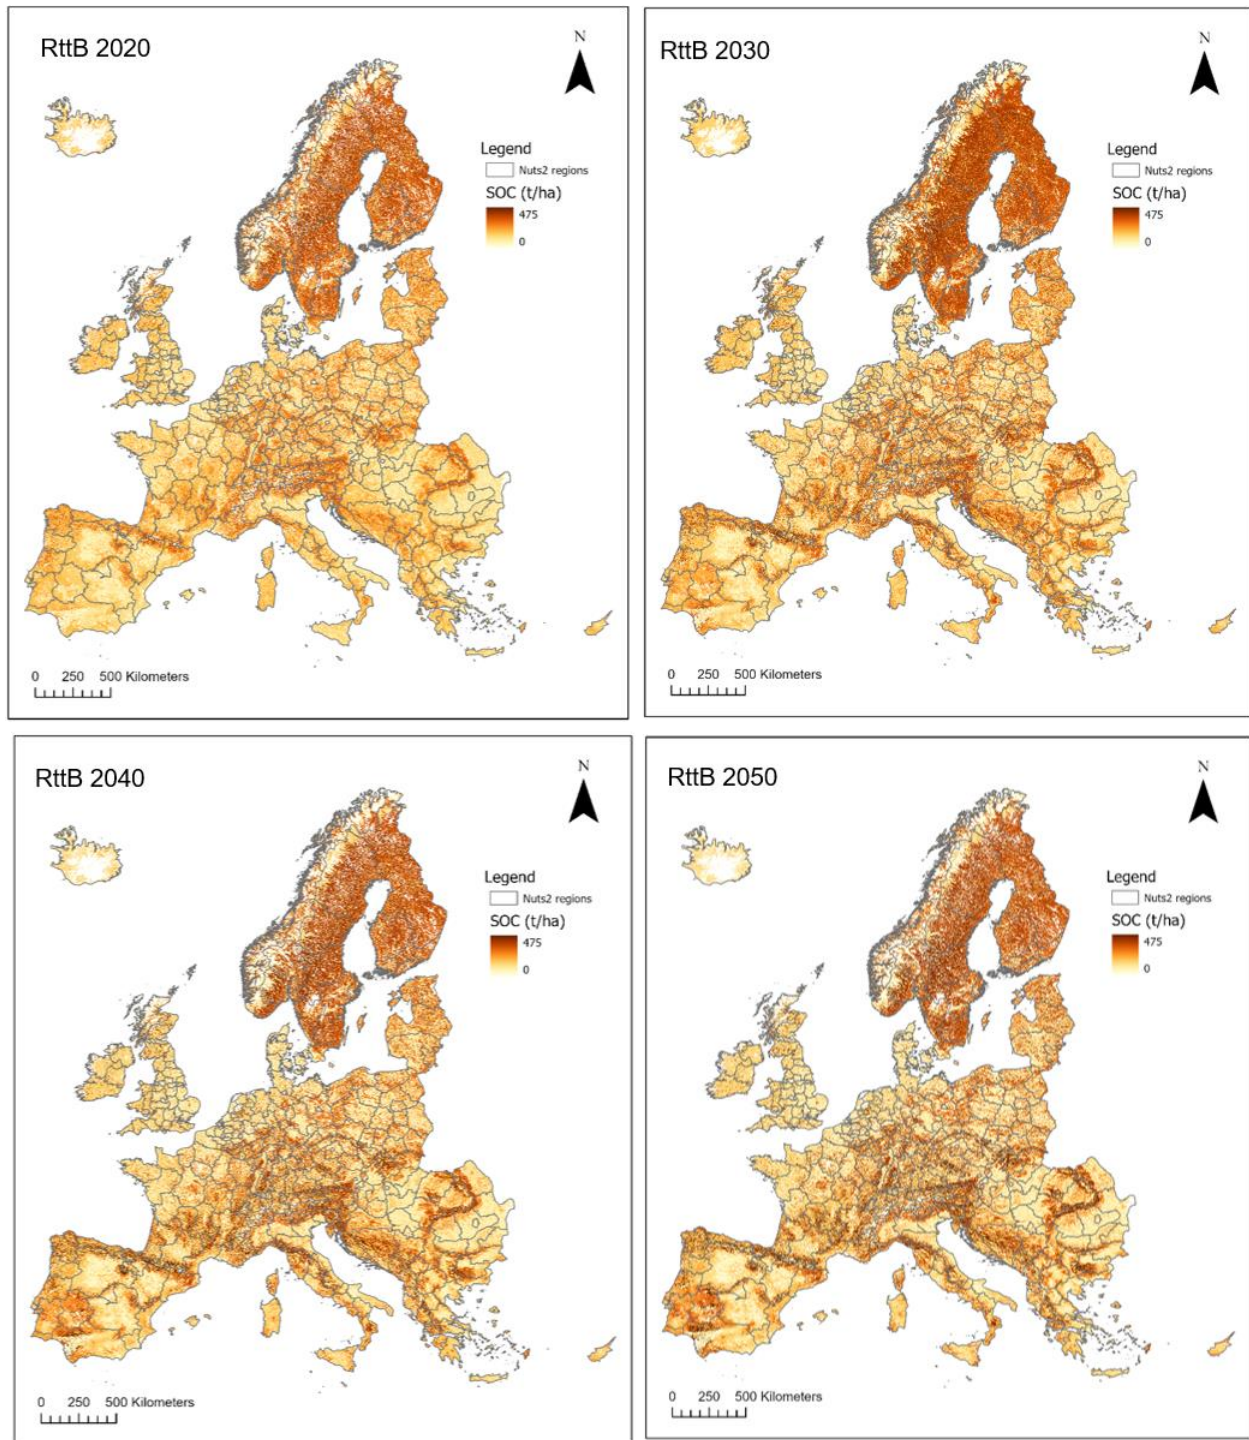 RttB 2020
N
Legend
Nuts2 regions
SOC (t/ha)
475
0
0 250 500 Kilometers
RttB 2030
N
Legend
Nuts2 regions
SOC (t/ha)
475
0
0 250 500 Kilometers
RttB 2040
N
Legend
Nuts2 regions
SOC (t/ha)
475
0
0 250 500 Kilometers
RttB 2050
N
Legend
Nuts2 regions
SOC (t/ha)
475
0
0 250 500 Kilometers